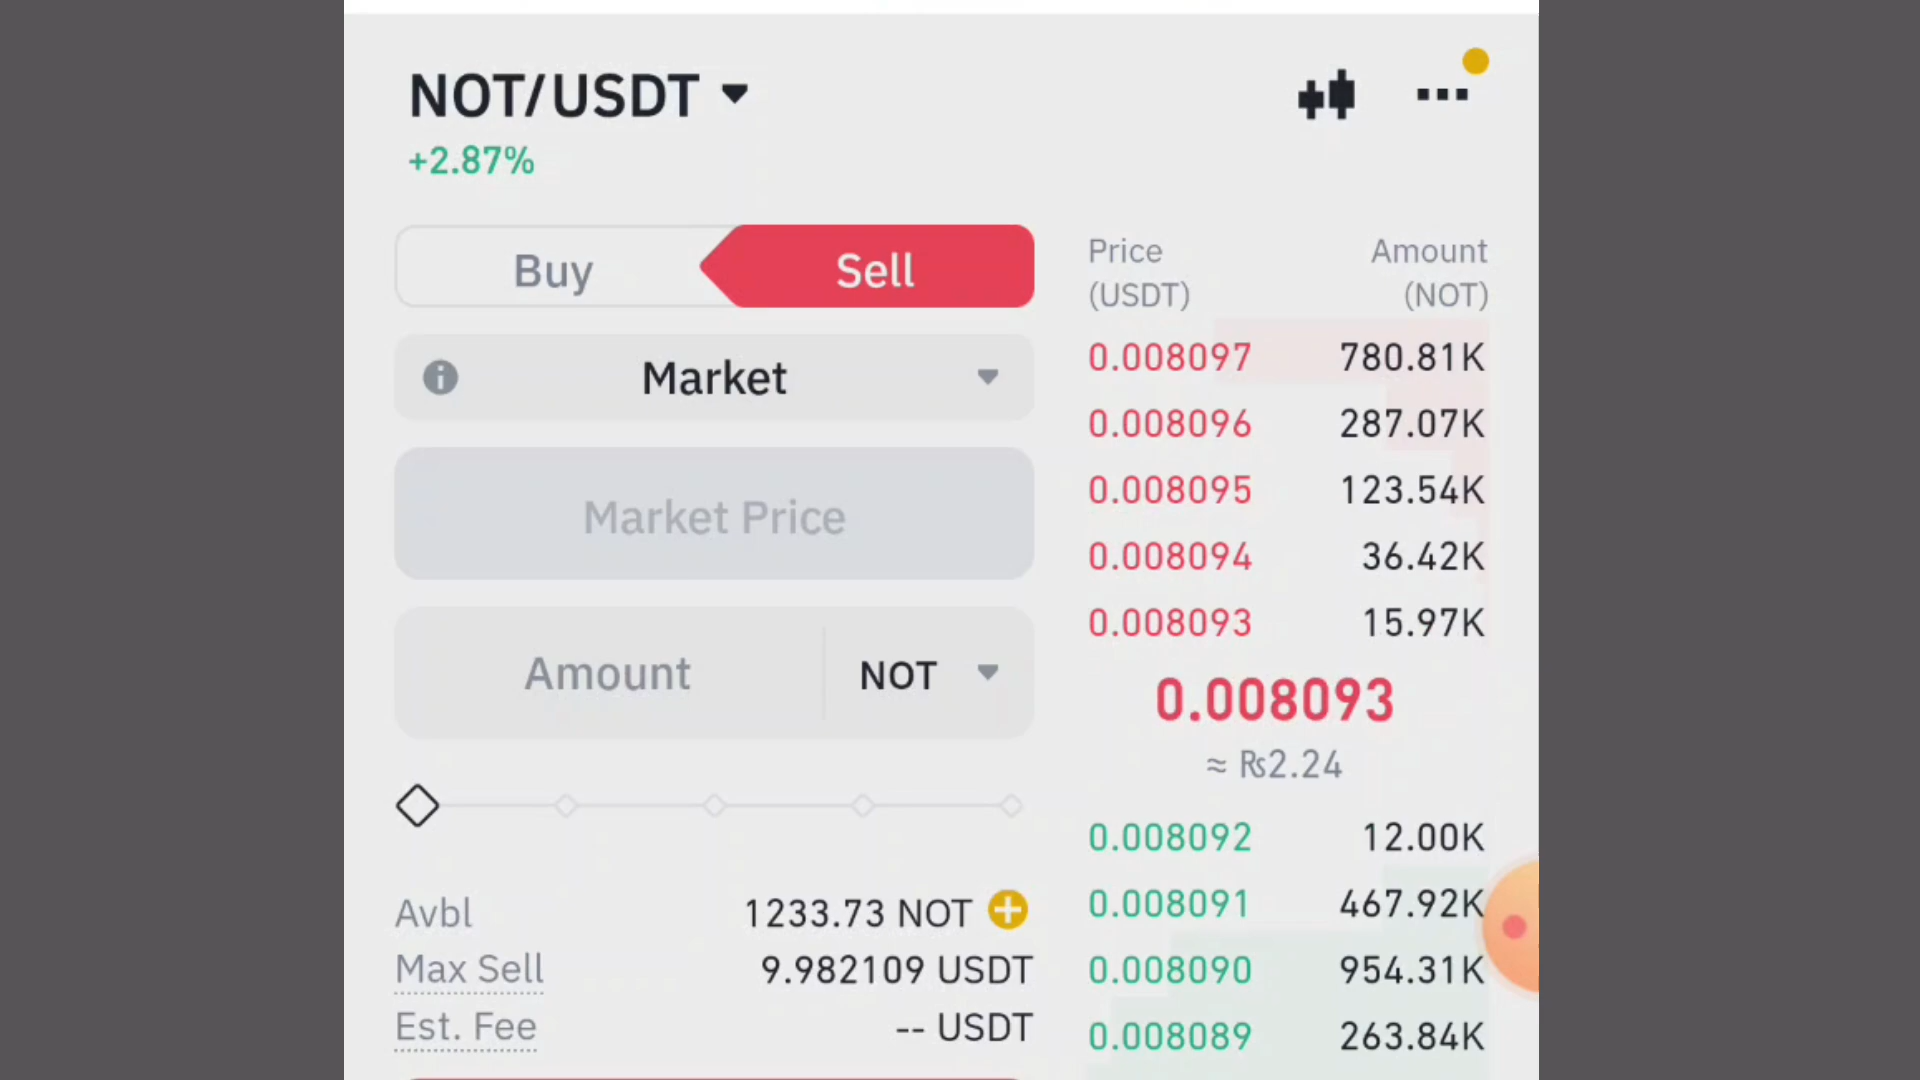 NOT/USDT
+2.87%
Buy
Sell
Market
Market Price
Amount
NOT
Avbl
1233.73 NOT
Max Sell
9.982109 USDT
Est. Fee
-- USDT
Price
(USDT)
Amount
(NOT)
0.008097 780.81K
0.008096 287.07K
0.008095 123.54K
0.008094 36.42K
0.008093 15.97K
0.008093
≈ ₨2.24
0.008092 12.00K
0.008091 467.92K
0.008090 954.31K
0.008089 263.84K